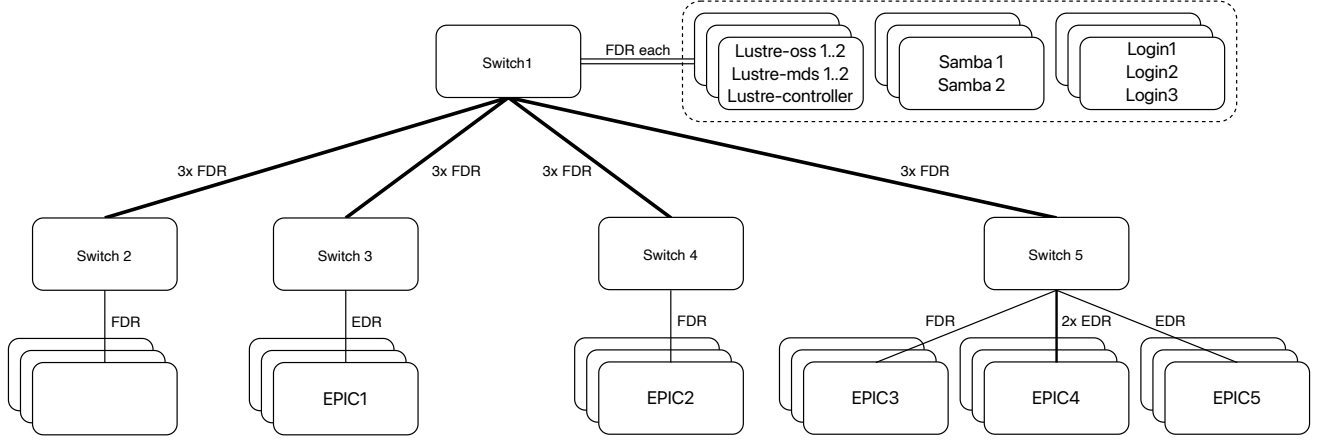 Switch1
FDR each
Lustre-oss 1..2
Lustre-mds 1..2
Lustre-controller
Samba 1
Samba 2
Login1
Login2
Login3
3x FDR
3x FDR
3x FDR
3x FDR
Switch 2
Switch 3
Switch 4
Switch 5
FDR
EDR
FDR
FDR
2x EDR
EDR
EPIC1
EPIC2
EPIC3
EPIC4
EPIC5